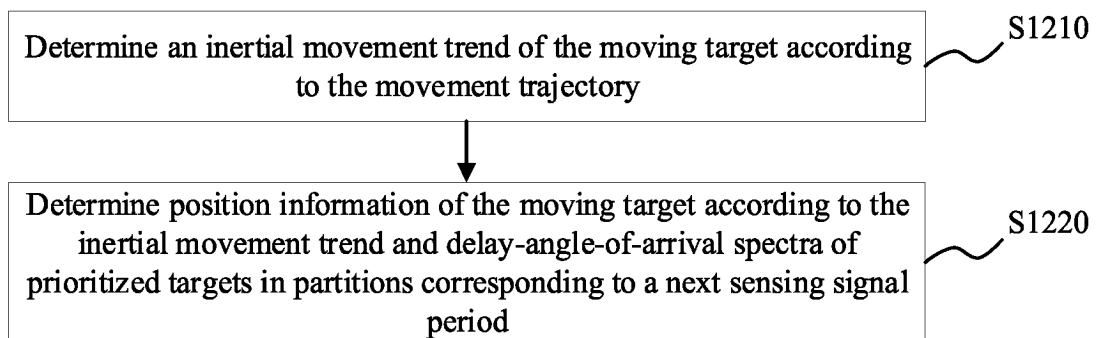 Determine an inertial movement trend of the moving target according
to the movement trajectory
S1210
Determine position information of the moving target according to the
inertial movement trend and delay-angle-of-arrival spectra of
prioritized targets in partitions corresponding to a next sensing signal
period
S1220